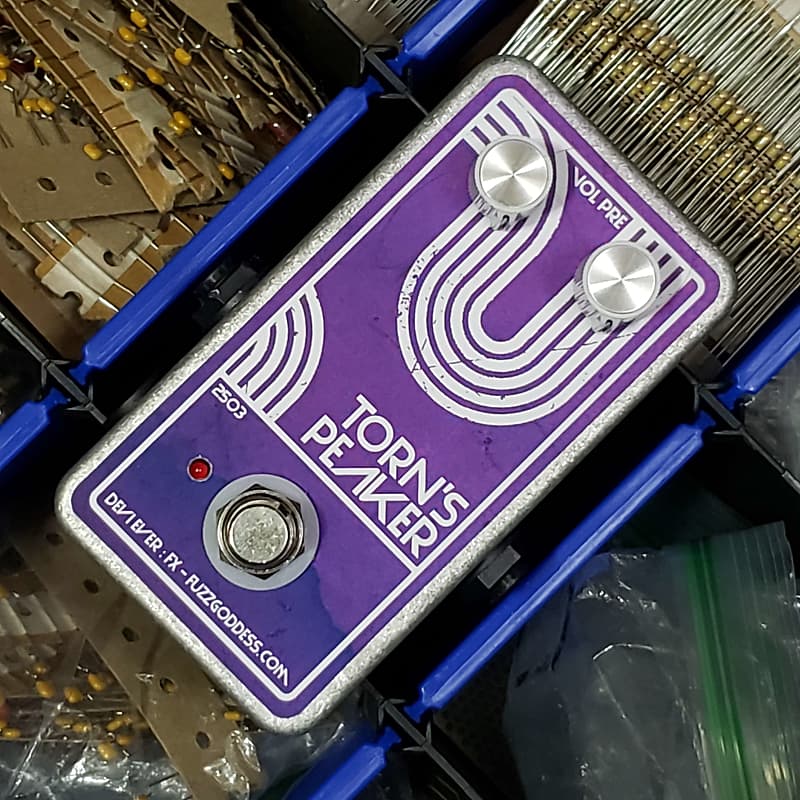 VOL PRE
2503
TORN'S
PEAKER
DEVI EVER : FX - FUZZGODDESS.COM